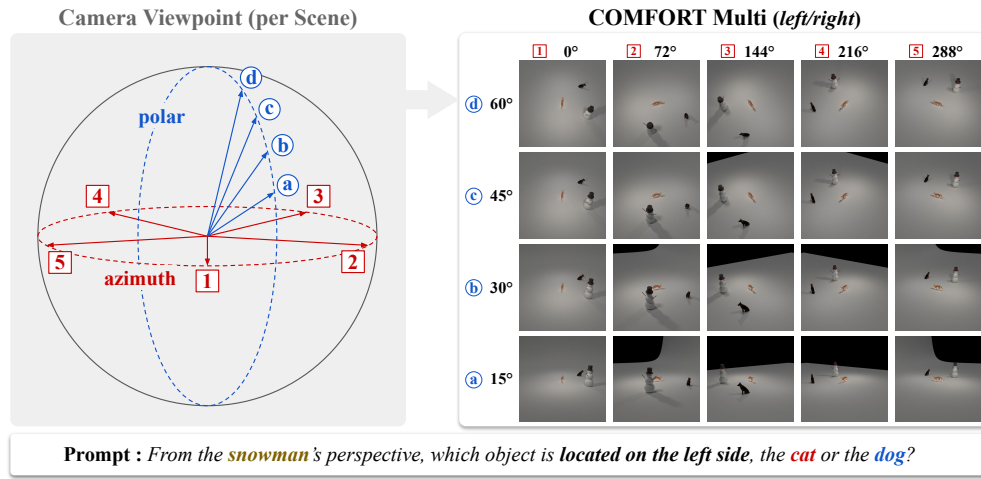 Camera Viewpoint (per Scene)
COMFORT Multi (left/right)
1 0° 2 72° 3 144° 4 216° 5 288°
d
c
polar
b
a
4
3
5
2
azimuth
1
d 60°
c 45°
b 30°
a 15°
Prompt : From the snowman's perspective, which object is located on the left side, the cat or the dog?